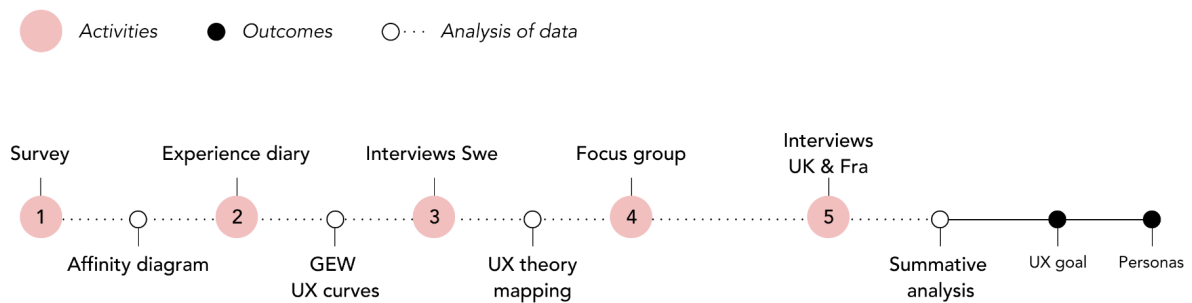 Activities
Outcomes
Analysis of data
Survey
Experience diary
Interviews Swe
Focus group
Interviews
UK & Fra
1
2
3
4
5
Affinity diagram
GEW
UX curves
UX theory
mapping
Summative
analysis
UX goal
Personas